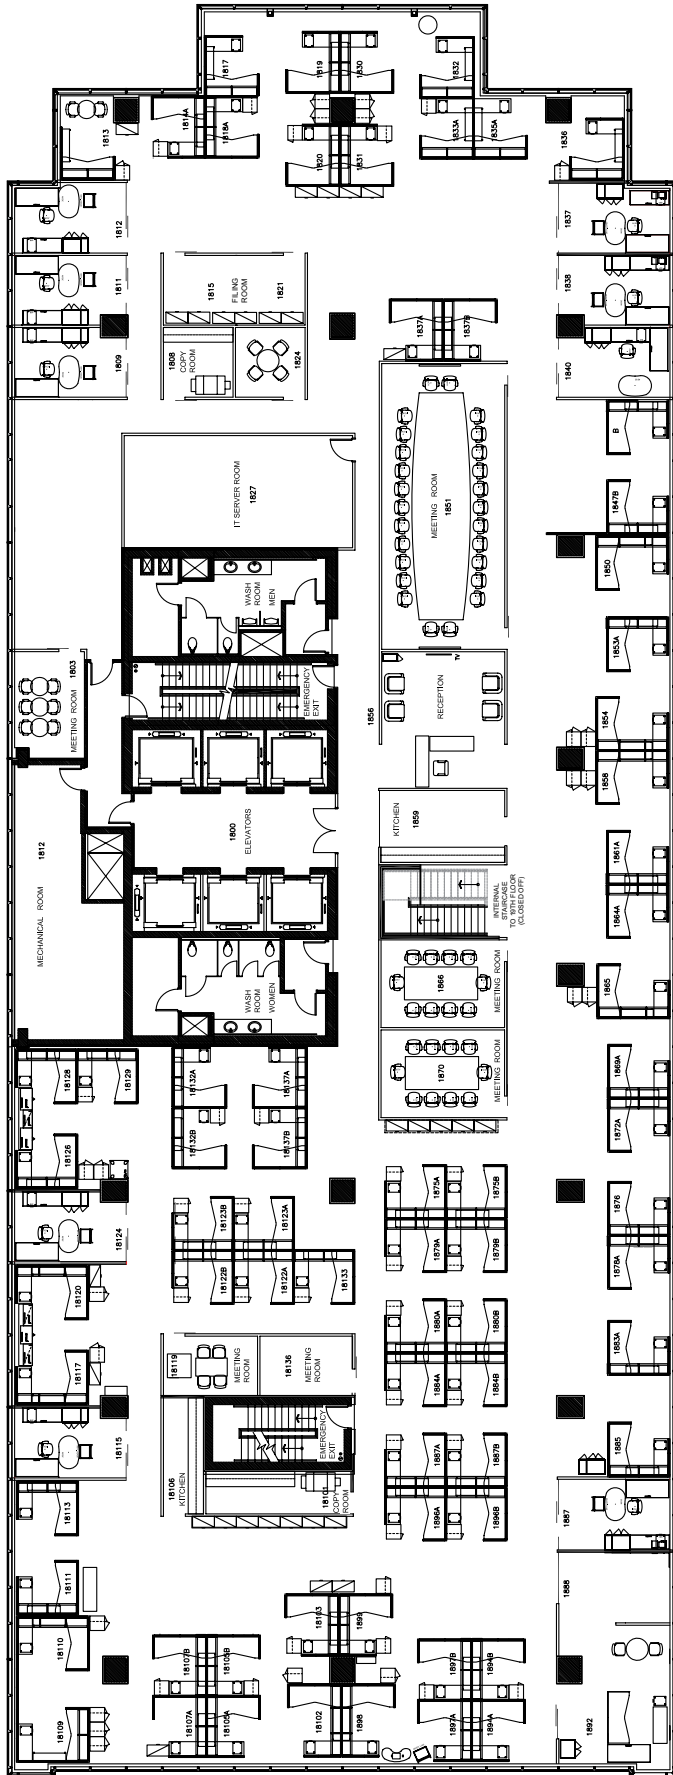 1817
1819
1830
1832
1813
1814A
1818A
1820
1831
1833A
1835A
1836
1812
1837
1811
1815
FILING
ROOM
1821
1838
1809
1808
COPY
ROOM
1824
1837A
1837B
1840
B
IT SERVER ROOM
1827
MEETING ROOM
1851
1847B
1850
WASH
ROOM
MEN
1853A
MEETING ROOM
1803
EMERGENCY
EXIT
1856
RECEPTION
TV
1854
1858
MECHANICAL ROOM
1812
1800
ELEVATORS
KITCHEN
1859
1861A
1864A
INTERNAL
STAIRCASE
TO 19TH FLOOR
(CLOSED OFF)
WASH
ROOM
WOMEN
1866
MEETING ROOM
1865
1870
MEETING ROOM
18128
18129
18132A
18137A
1869A
1872A
18126
18132B
18137B
18124
18123B
18123A
1875A
1875B
1876
18122B
18122A
18133
1879A
1879B
1878A
18120
18117
18119
MEETING
ROOM
18136
MEETING
ROOM
1880A
1880B
1884A
1884B
1883A
18115
EMERGENCY
EXIT
1887A
1887B
1885
18106
KITCHEN
18101
COPY
ROOM
1896A
1896B
1887
18113
18111
18110
18103
1899
1888
18107B
18105B
1897B
1894B
18109
18107A
18105A
18102
1898
1897A
1894A
1892